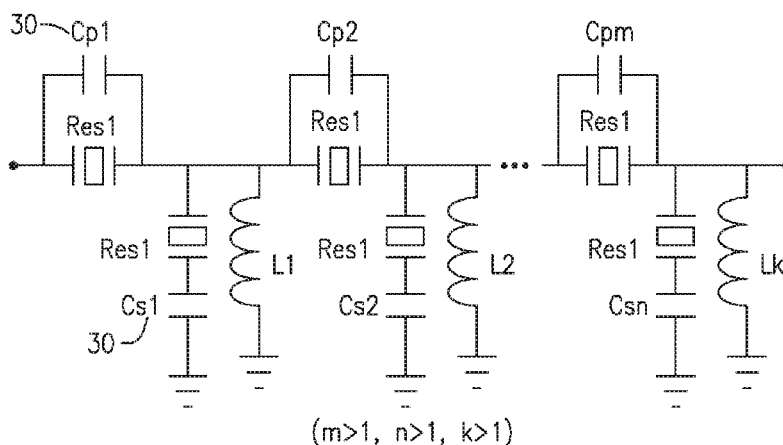 30 Cp1 Cp2 Cpm
Res1 Res1 Res1
Res1 L1 Res1 L2 Res1 Lk
Cs1 Cs2 Csn
30
(m>1, n>1, k>1)